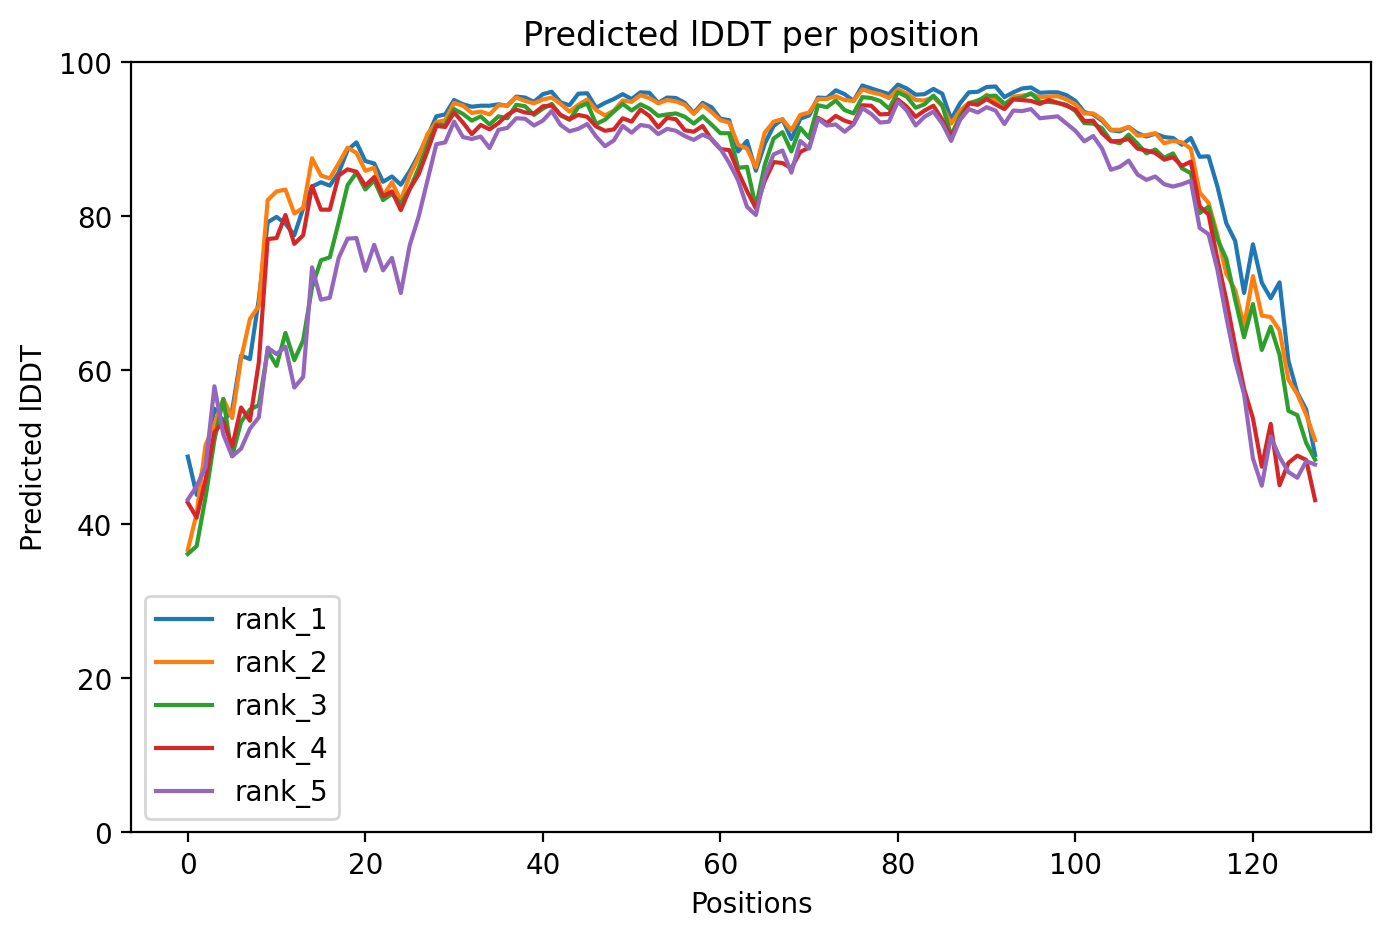 Predicted lDDT per position
100
80
60
40
20
0
Predicted lDDT
rank_1
rank_2
rank_3
rank_4
rank_5
0 20 40 60 80 100 120
Positions